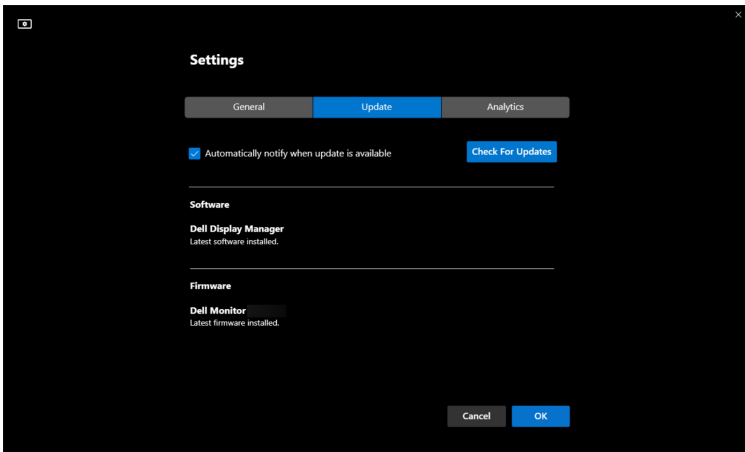 Settings
General Update Analytics
Automatically notify when update is available Check For Updates
Software
Dell Display Manager
Latest software installed.
Firmware
Dell Monitor
Latest firmware installed.
Cancel OK